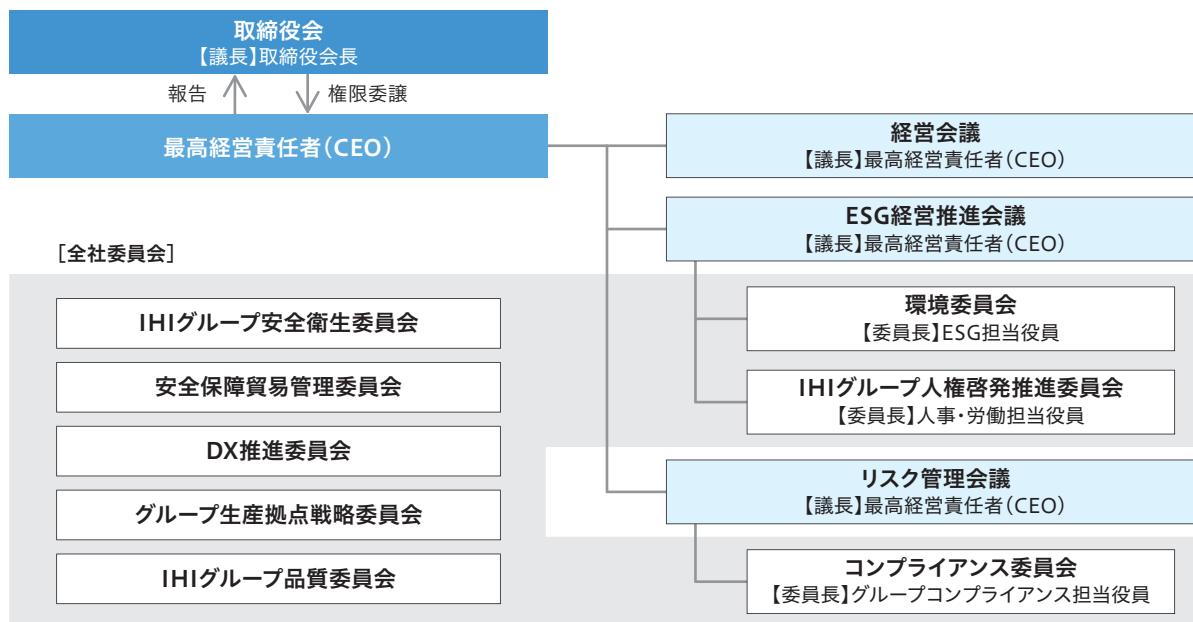 取締役会
【議長】取締役会長
報告
権限委譲
最高経営責任者(CEO)
経営会議
【議長】最高経営責任者(CEO)
ESG経営推進会議
【議長】最高経営責任者(CEO)
[全社委員会]
IHIグループ安全衛生委員会
安全保障貿易管理委員会
DX推進委員会
グループ生産拠点戦略委員会
IHIグループ品質委員会
環境委員会
【委員長】ESG担当役員
IHIグループ人権啓発推進委員会
【委員長】人事・労働担当役員
リスク管理会議
【議長】最高経営責任者(CEO)
コンプライアンス委員会
【委員長】グループコンプライアンス担当役員